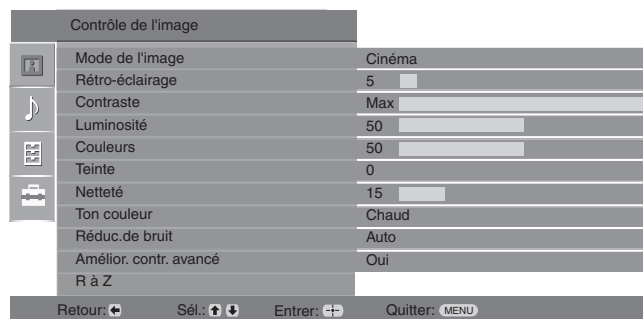 Contrôle de l'image
Mode de l'image Cinéma
Rétro-éclairage 5
Contraste Max
Luminosité 50
Couleurs 50
Teinte 0
Netteté 15
Ton couleur Chaud
Réduc.de bruit Auto
Amélior. contr. avancé Oui
R à Z
Retour: Sél.: Entrer: Quitter: MENU